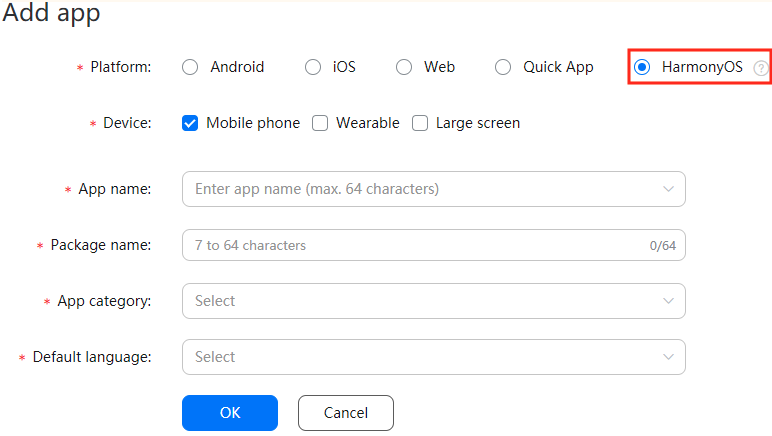 Add app
* Platform: Android iOS Web Quick App HarmonyOS ?
* Device: Mobile phone Wearable Large screen
* App name: Enter app name (max. 64 characters)
* Package name: 7 to 64 characters 0/64
* App category: Select
* Default language: Select
OK Cancel